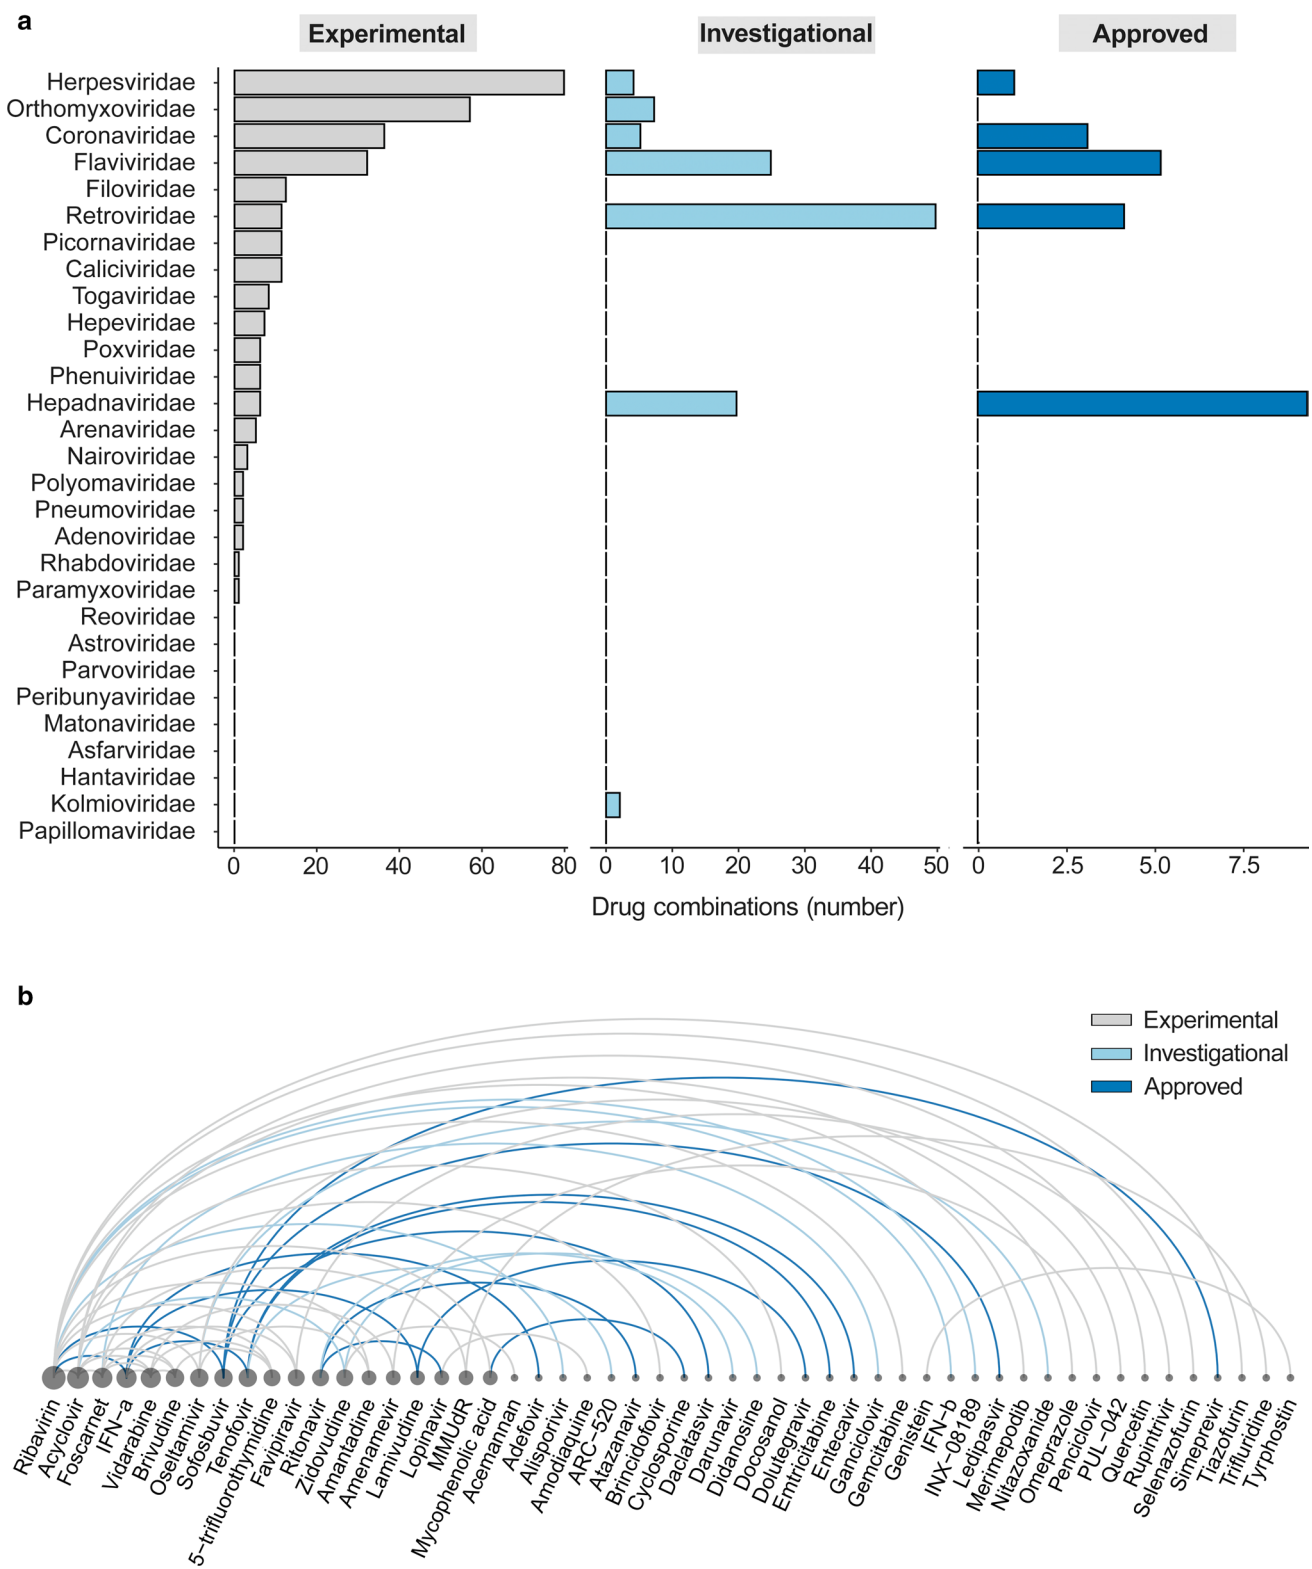 a
Experimental
Investigational
Approved
Herpesviridae
Orthomyxoviridae
Coronaviridae
Flaviviridae
Filoviridae
Retroviridae
Picornaviridae
Caliciviridae
Togaviridae
Hepeviridae
Poxviridae
Phenuiviridae
Hepadnaviridae
Arenaviridae
Nairoviridae
Polyomaviridae
Pneumoviridae
Adenoviridae
Rhabdoviridae
Paramyxoviridae
Reoviridae
Astroviridae
Parvoviridae
Peribunyaviridae
Matonaviridae
Asfarviridae
Hantaviridae
Kolmioviridae
Papillomaviridae
0 20 40 60 80
0 10 20 30 40 50
0 2.5 5.0 7.5
Drug combinations (number)
b
Experimental
Investigational
Approved
Ribavirin
Acyclovir
Foscarnet
IFN-a
Vidarabine
Brivudine
Oseltamivir
Sofosbuvir
Tenofovir
5-trifluorothymidine
Favipiravir
Ritonavir
Zidovudine
Amantadine
Amenamevir
Lamivudine
Lopinavir
MMUdR
Mycophenolic acid
Acemannan
Adefovir
Alisporivir
Amodiaquine
ARC-520
Atazanavir
Brincidofovir
Cyclosporine
Daclatasvir
Darunavir
Didanosine
Docosanol
Dolutegravir
Emtricitabine
Entecavir
Ganciclovir
Gemcitabine
Genistein
IFN-b
INX-08189
Ledipasvir
Merimepodib
Nitazoxanide
Omeprazole
Penciclovir
PUL-042
Quercetin
Rupintrivir
Selenazofurin
Simeprevir
Tiazofurin
Trifluridine
Tyrphostin